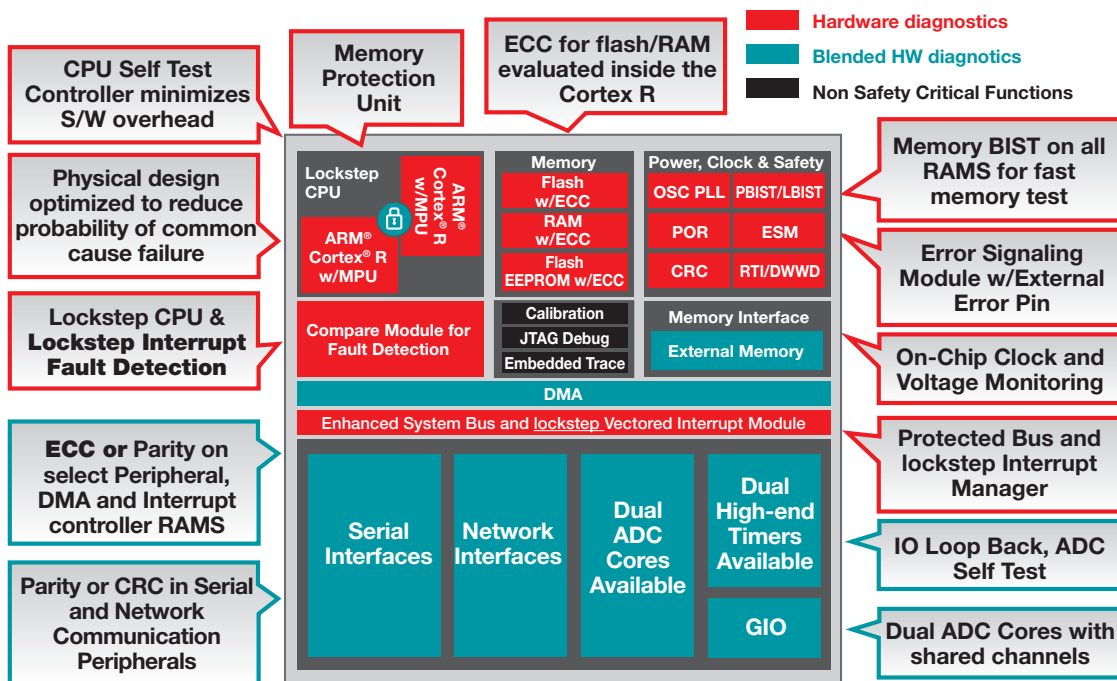 Hardware diagnostics
Blended HW diagnostics
Non Safety Critical Functions
CPU Self Test
Controller minimizes
S/W overhead
Memory
Protection
Unit
ECC for flash/RAM
evaluated inside the
Cortex R
Physical design
optimized to reduce
probability of common
cause failure
Lockstep CPU &
Lockstep Interrupt
Fault Detection
ECC or Parity on
select Peripheral,
DMA and Interrupt
controller RAMS
Parity or CRC in Serial
and Network
Communication
Peripherals
Lockstep
CPU
ARM®
Cortex® R
w/MPU
ARM®
Cortex® R
w/MPU
Memory
Flash
w/ECC
RAM
w/ECC
Flash
EEPROM w/ECC
Power, Clock & Safety
OSC PLL
PBIST/LBIST
POR
ESM
CRC
RTI/DWWD
Compare Module for
Fault Detection
Calibration
JTAG Debug
Embedded Trace
Memory Interface
External Memory
DMA
Enhanced System Bus and lockstep Vectored Interrupt Module
Serial
Interfaces
Network
Interfaces
Dual
ADC
Cores
Available
Dual
High-end
Timers
Available
GIO
Memory BIST on all
RAMS for fast
memory test
Error Signaling
Module w/External
Error Pin
On-Chip Clock and
Voltage Monitoring
Protected Bus and
lockstep Interrupt
Manager
IO Loop Back, ADC
Self Test
Dual ADC Cores with
shared channels